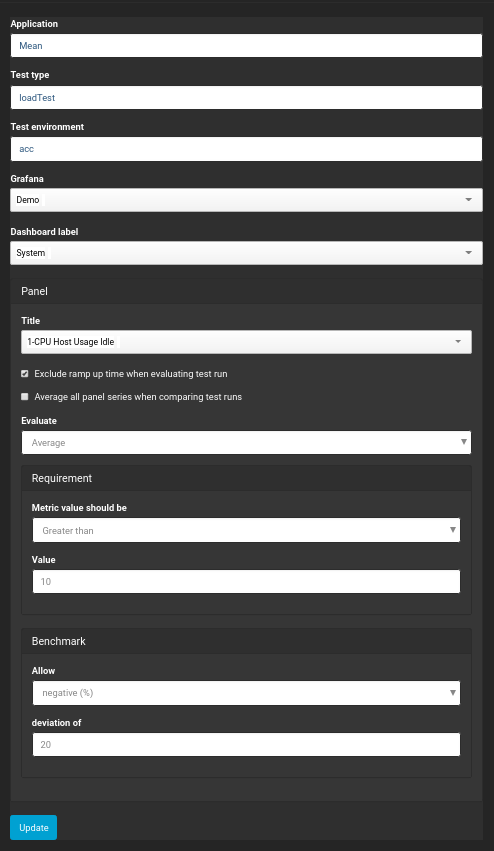 Application
Mean
Test type
loadTest
Test environment
acc
Grafana
Demo
Dashboard label
System
Panel
Title
1-CPU Host Usage Idle
Exclude ramp up time when evaluating test run
Average all panel series when comparing test runs
Evaluate
Average
Requirement
Metric value should be
Greater than
Value
10
Benchmark
Allow
negative (%)
deviation of
20
Update